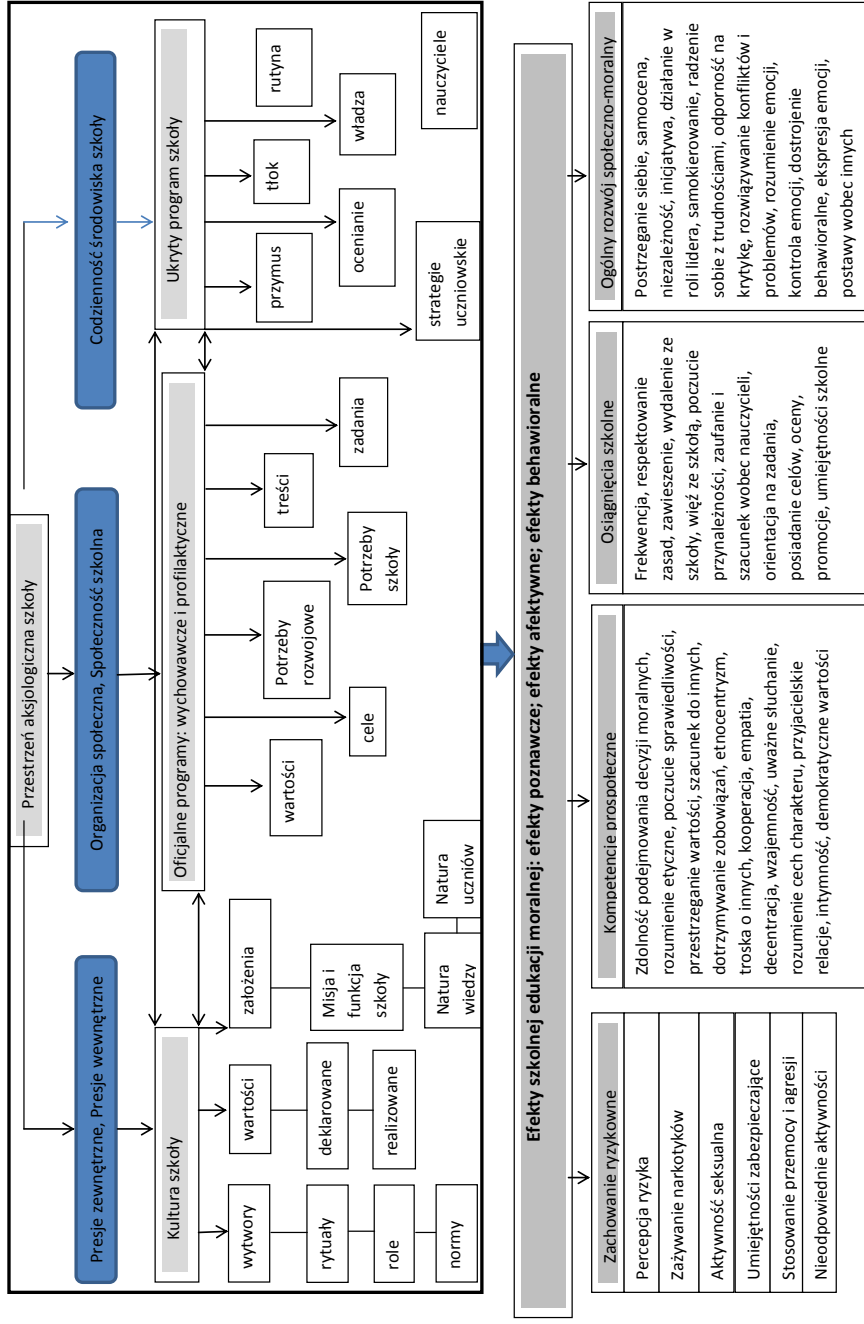 Przestrzeń aksjologiczna szkoły
Presje zewnętrzne, Presje wewnętrzne
Organizacja społeczna, Społeczność szkolna
Codzienność środowiska szkoły
Kultura szkoły
Oficjalne programy: wychowawcze i profilaktyczne
Ukryty program szkoły
wytwory
rytuały
role
normy
wartości
deklarowane
realizowane
założenia
Misja i
funkcja
szkoły
Natura
wiedzy
Natura
uczniów
wartości
cele
Potrzeby
rozwojowe
Potrzeby
szkoły
treści
zadania
przymus
ocenianie
tłok
władza
rutyna
strategie
uczniowskie
nauczyciele
Efekty szkolnej edukacji moralnej: efekty poznawcze; efekty afektywne; efekty behawioralne
Zachowanie ryzykowne
Percepcja ryzyka
Zażywanie narkotyków
Aktywność seksualna
Umiejętności zabezpieczające
Stosowanie przemocy i agresji
Nieodpowiednie aktywności
Kompetencie prospołeczne
Zdolność podejmowania decyzji moralnych,
rozumienie etyczne, poczucie sprawiedliwości,
przestrzeganie wartości, szacunek do innych,
dotrzymywanie zobowiązań, etnocentryzm,
troska o innych, kooperacja, empatia,
decentracja, wzajemność, uważne słuchanie,
rozumienie cech charakteru, przyjacielskie
relacje, intymność, demokratyczne wartości
Osiągnięcia szkolne
Frekwencja, respektowanie
zasad, zawieszenie, wydalenie ze
szkoły, więź ze szkołą, poczucie
przynależności, zaufanie i
szacunek wobec nauczycieli,
orientacja na zadania,
posiadanie celów, oceny,
promocje, umiejętności szkolne
Ogólny rozwój społeczno-moralny
Postrzeganie siebie, samoocena,
niezależność, inicjatywa, działanie w
roli lidera, samokierowanie, radzenie
sobie z trudnościami, odporność na
krytykę, rozwiązywanie konfliktów i
problemów, rozumienie emocji,
kontrola emocji, dostrojenie
behawioralne, ekspresja emocji,
postawy wobec innych